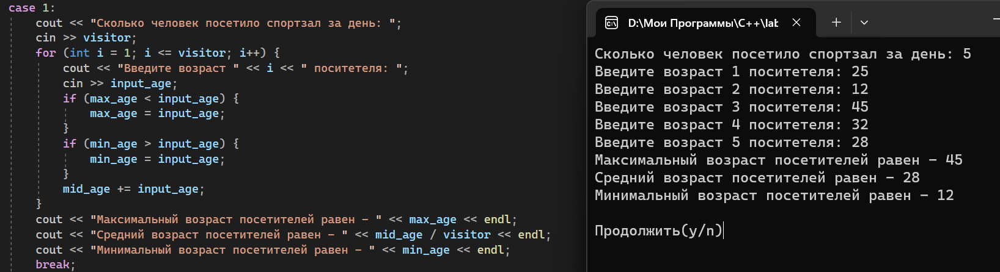 case 1:
cout << "Сколько человек посетило спортзал за день: ";
cin >> visitor;
for (int i = 1; i <= visitor; i++) {
cout << "Введите возраст " << i << " поситетеля: ";
cin >> input_age;
if (max_age < input_age) {
max_age = input_age;
}
if (min_age > input_age) {
min_age = input_age;
}
mid_age += input_age;
}
cout << "Максимальный возраст посетителей равен - " << max_age << endl;
cout << "Средний возраст посетителей равен - " << mid_age / visitor << endl;
cout << "Минимальный возраст посетителей равен - " << min_age << endl;
break;
D:\Мои Программы\C++\lab
Сколько человек посетило спортзал за день: 5
Введите возраст 1 поситетеля: 25
Введите возраст 2 поситетеля: 12
Введите возраст 3 поситетеля: 45
Введите возраст 4 поситетеля: 32
Введите возраст 5 поситетеля: 28
Максимальный возраст посетителей равен - 45
Средний возраст посетителей равен - 28
Минимальный возраст посетителей равен - 12
Продолжить(y/n)